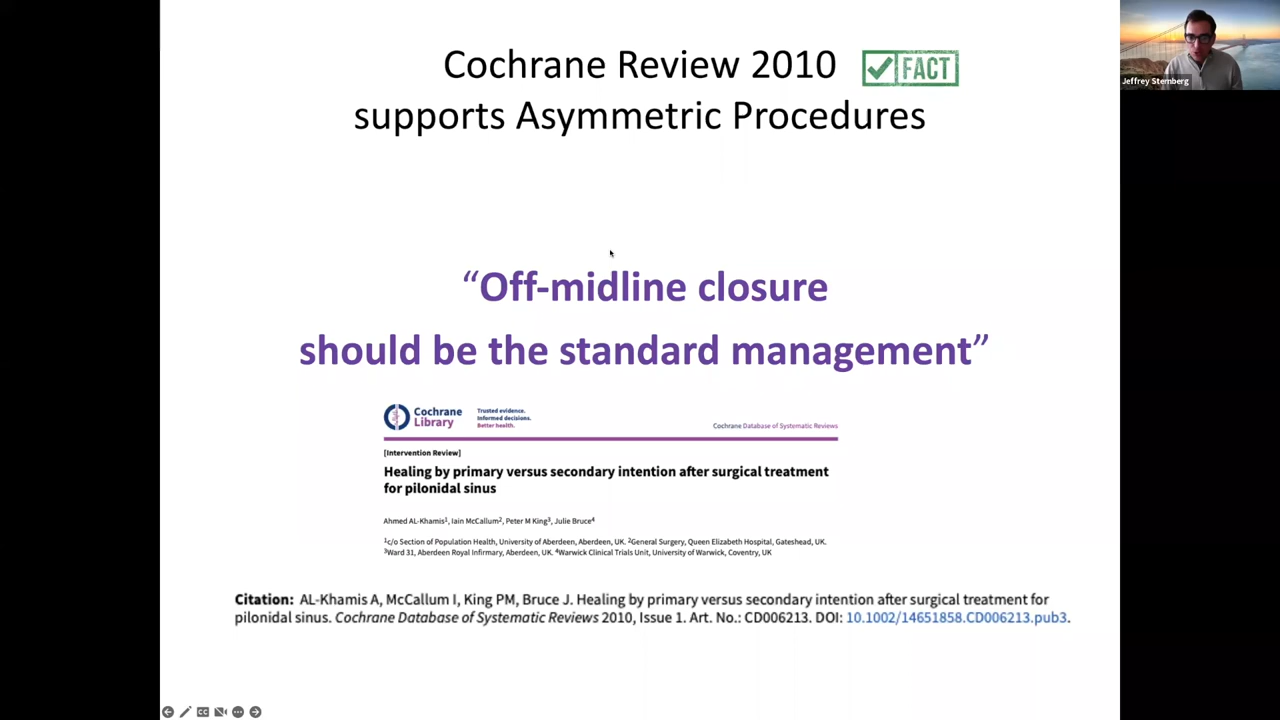 Cochrane Review 2010
FACT
supports Asymmetric Procedures
Jeffrey Sternberg
“Off-midline closure
should be the standard management”
Cochrane
Library
Trusted evidence.
Informed decisions.
Better health.
Cochrane Database of Systematic Reviews
[Intervention Review]
Healing by primary versus secondary intention after surgical treatment
for pilonidal sinus
Ahmed AL-Khamis1, Iain McCallum2, Peter M King3, Julie Bruce4
1c/o Section of Population Health, University of Aberdeen, Aberdeen, UK. 2General Surgery, Queen Elizabeth Hospital, Gateshead, UK.
3Ward 31, Aberdeen Royal Infirmary, Aberdeen, UK. 4Warwick Clinical Trials Unit, University of Warwick, Coventry, UK
Citation: AL-Khamis A, McCallum I, King PM, Bruce J. Healing by primary versus secondary intention after surgical treatment for
pilonidal sinus. Cochrane Database of Systematic Reviews 2010, Issue 1. Art. No.: CD006213. DOI: 10.1002/14651858.CD006213.pub3.
CC